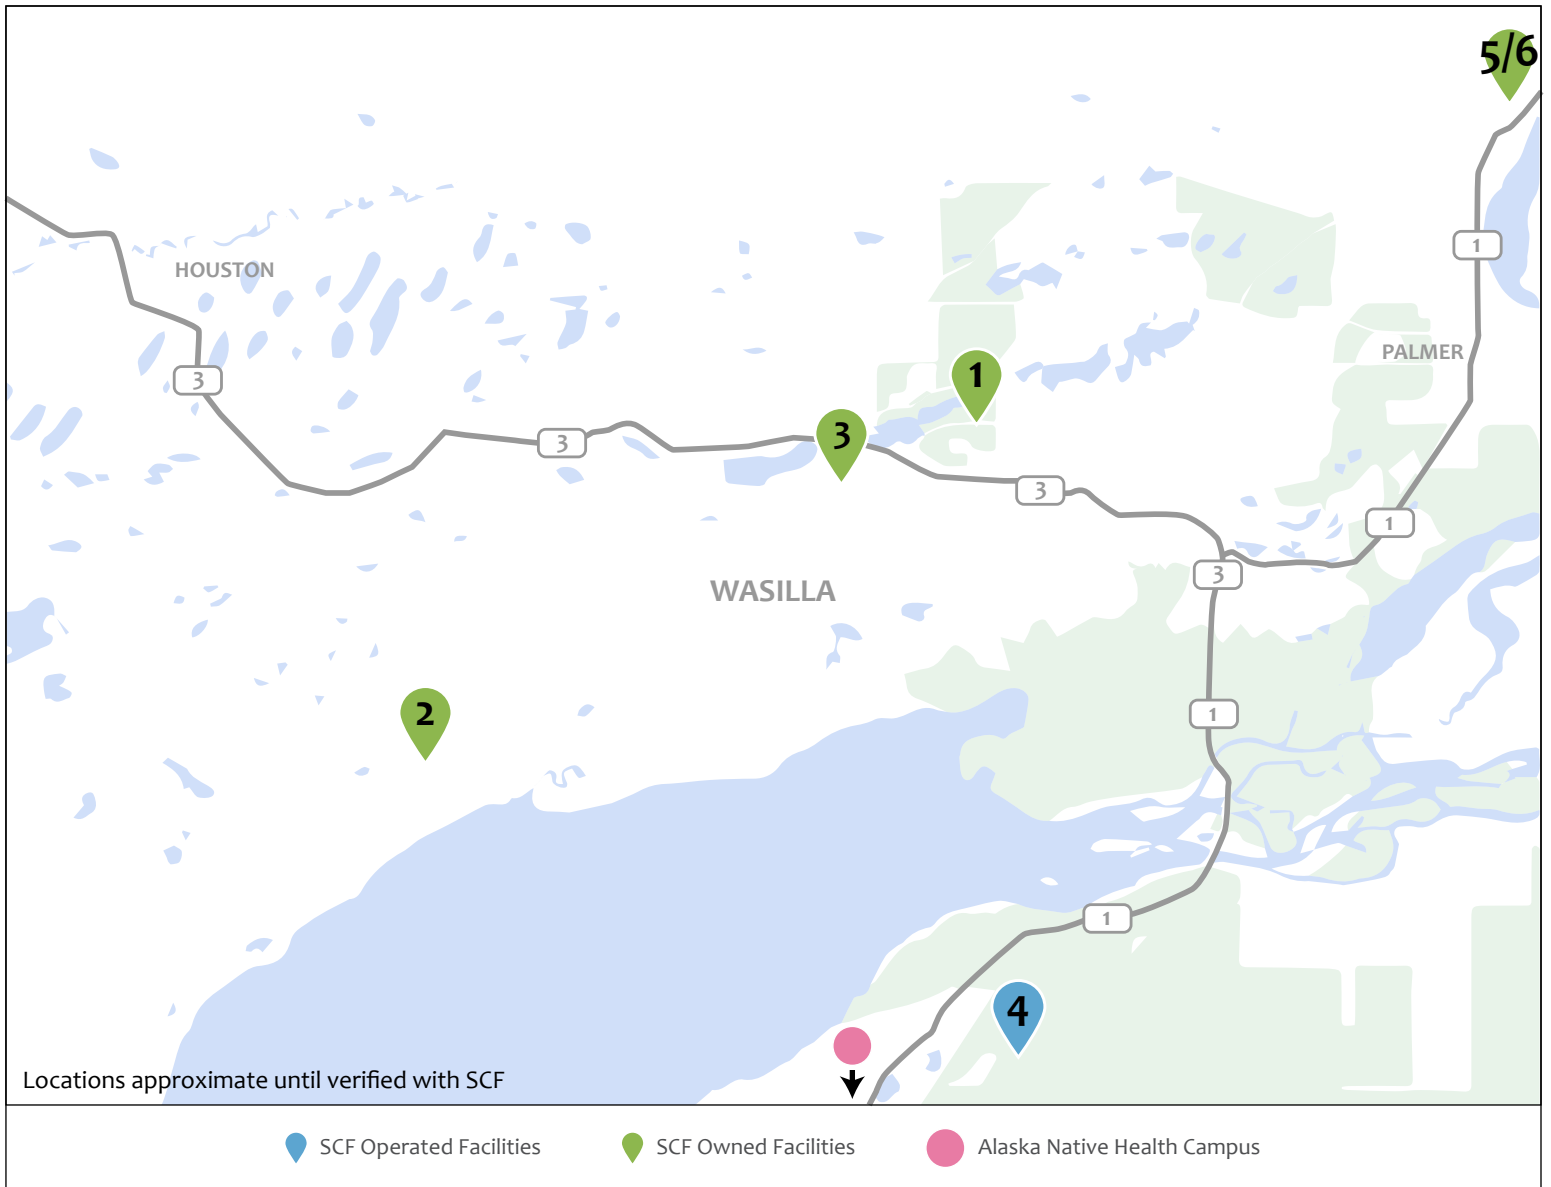 5/6
1
HOUSTON
PALMER
1
3
3
3
3
3
1
WASILLA
3
2
1
1
4
Locations approximate until verified with SCF
SCF Operated Facilities
SCF Owned Facilities
Alaska Native Health Campus